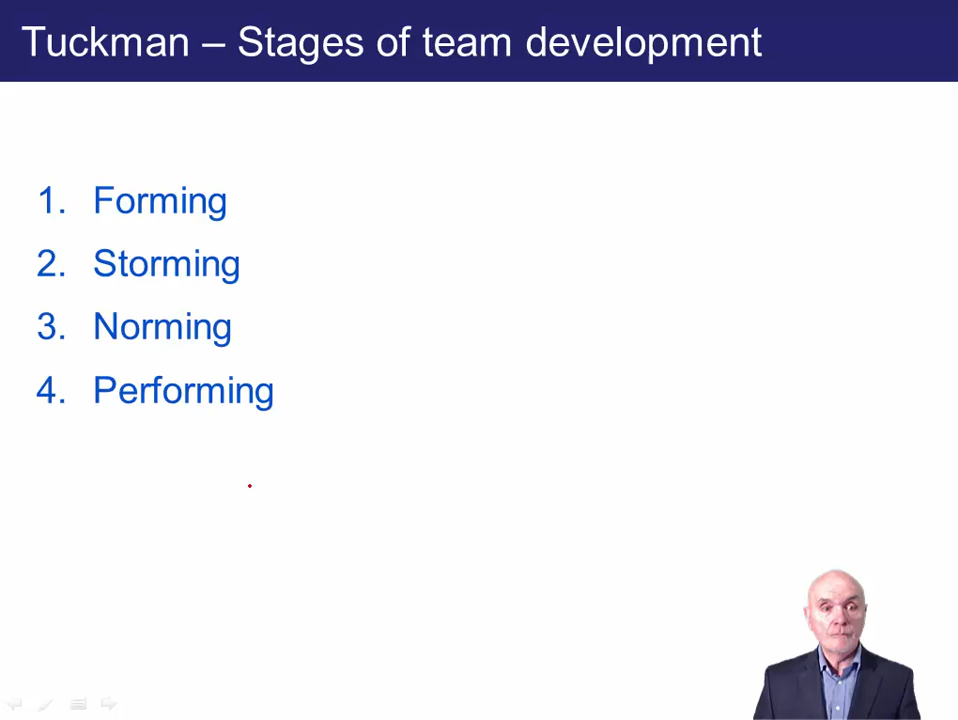 Tuckman – Stages of team development
1. Forming
2. Storming
3. Norming
4. Performing